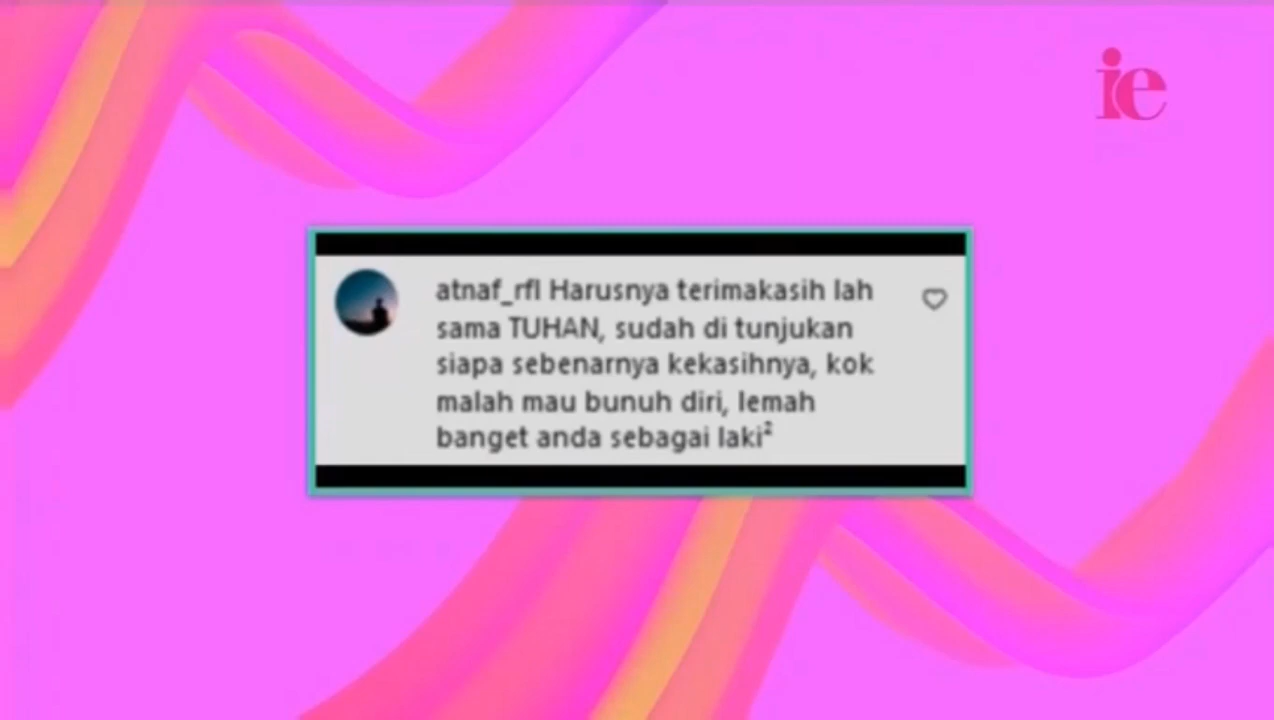 ie
atnaf_rfl Harusnya terimakasih lah
sama TUHAN, sudah di tunjukan
siapa sebenarnya kekasihnya, kok
malah mau bunuh diri, lemah
banget anda sebagai laki²